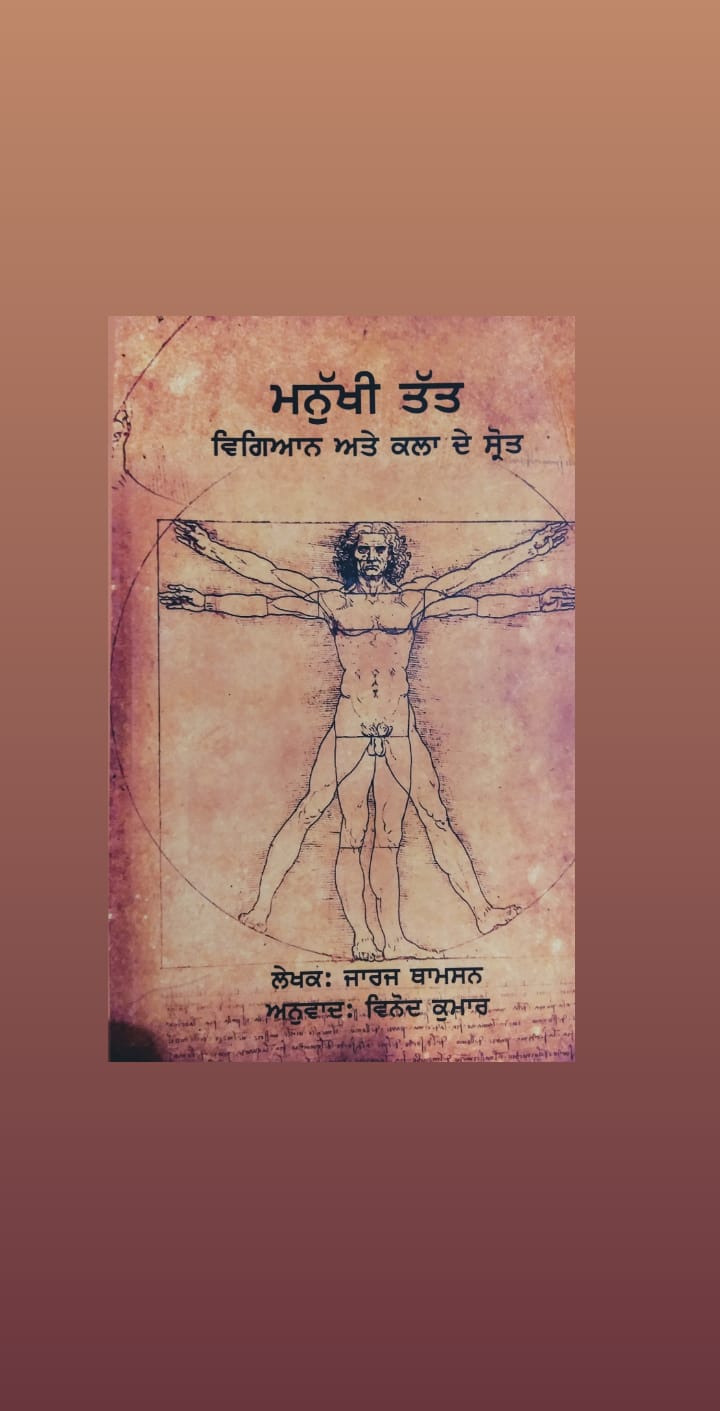 ਮਨੁੱਖੀ ਤੱਤ
ਵਿਗਿਆਨ ਅਤੇ ਕਲਾ ਦੇ ਸ੍ਰੋਤ
ਲੇਖਕ: ਜਾਰਜ ਥਾਮਸਨ
ਅਨੁਵਾਦ: ਵਿਨੋਦ ਕੁਮਾਰ